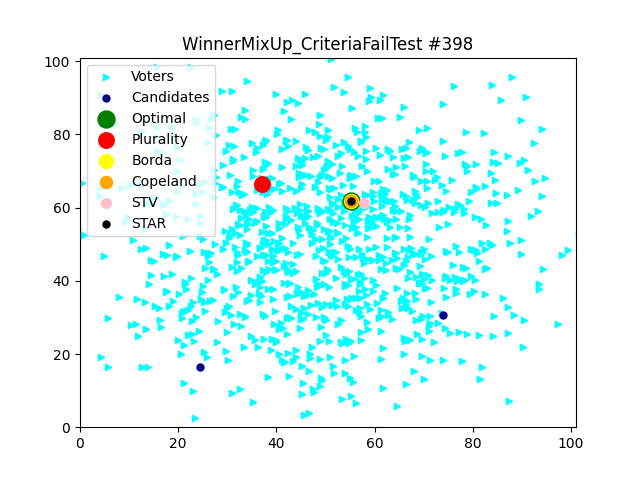 WinnerMixUp_CriteriaFailTest #398
100
80
60
40
20
0
Voters
Candidates
Optimal
Plurality
Borda
Copeland
STV
STAR
0 20 40 60 80 100